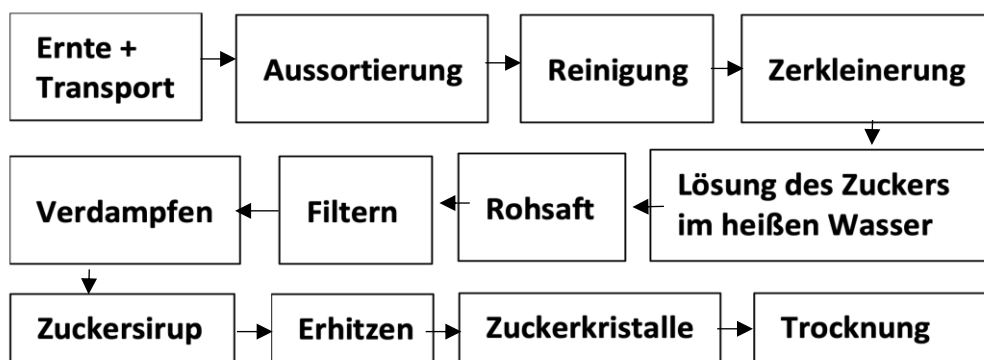 Ernte +
Transport
Aussortierung
Reinigung
Zerkleinerung
Lösung des Zuckers
im heißen Wasser
Rohsaft
Filtern
Verdampfen
Zuckersirup
Erhitzen
Zuckerkristalle
Trocknung